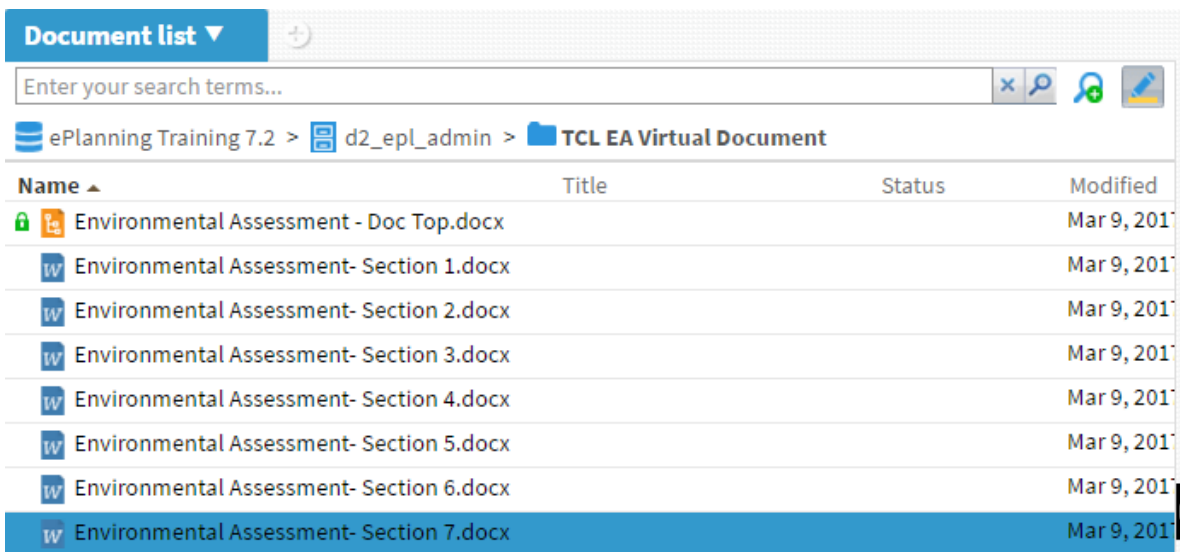 Document list ▼
Enter your search terms...
ePlanning Training 7.2 > d2_epl_admin > TCL EA Virtual Document
Name Title Status Modified
Environmental Assessment - Doc Top.docx Mar 9, 201
Environmental Assessment- Section 1.docx Mar 9, 201
Environmental Assessment- Section 2.docx Mar 9, 201
Environmental Assessment- Section 3.docx Mar 9, 201
Environmental Assessment- Section 4.docx Mar 9, 201
Environmental Assessment- Section 5.docx Mar 9, 201
Environmental Assessment- Section 6.docx Mar 9, 201
Environmental Assessment- Section 7.docx Mar 9, 201